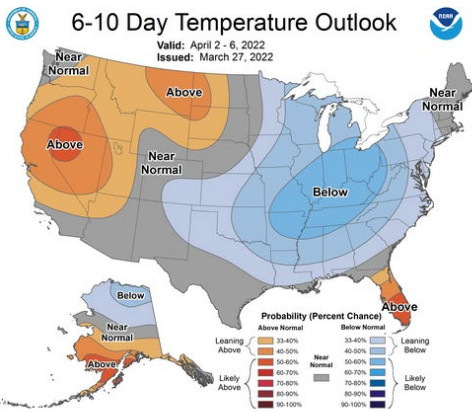 6-10 Day Temperature Outlook
Valid: April 2 - 6, 2022
Issued: March 27, 2022
NOAA
Near
Normal
Above
Near
Normal
Above
Near
Normal
Below
Above
Below
Near
Normal
Above
Probability (Percent Chance)
Above Normal
Below Normal
Leaning
Above
33-40%
40-50%
50-60%
Likely
Above
60-70%
70-80%
80-90%
90-100%
Near
Normal
33-40%
40-50%
50-60%
Leaning
Below
60-70%
70-80%
80-90%
90-100%
Likely
Below